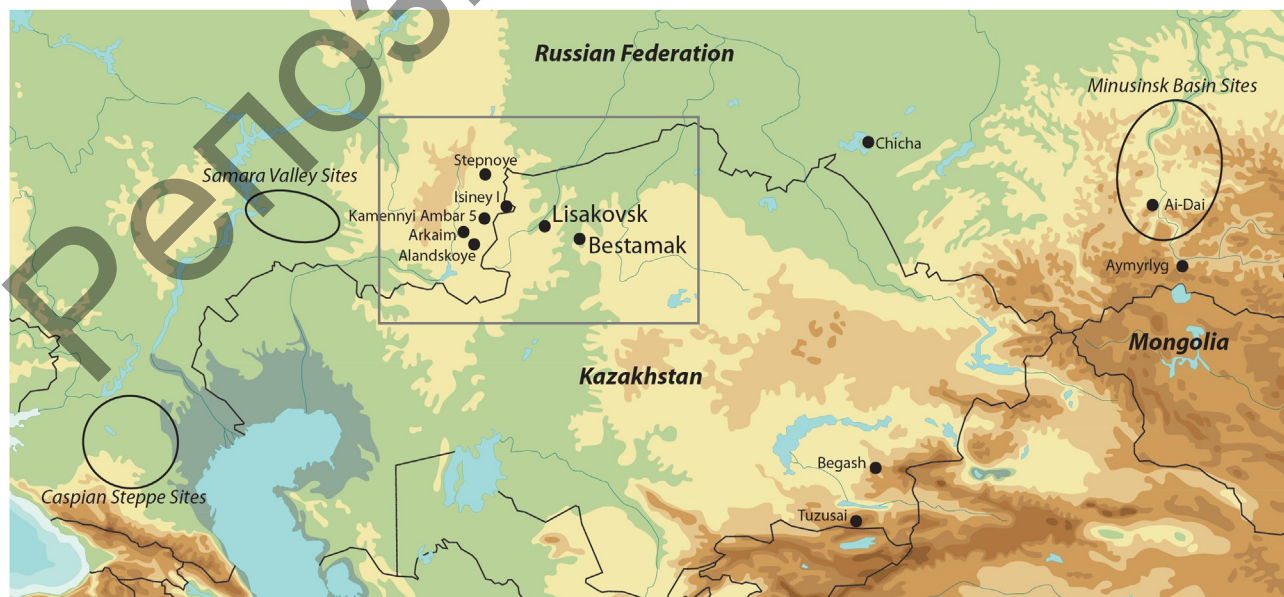 Репоз
Russian Federation
Minusinsk Basin Sites
Chicha
Stepnoye
Samara Valley Sites
Isiney I
Ai-Dai
Kamennyi Ambar 5
Lisakovsk
Arkaim
Bestamak
Alandskoye
Aymyrlyg
Mongolia
Kazakhstan
Begash
Caspian Steppe Sites
Tuzusai